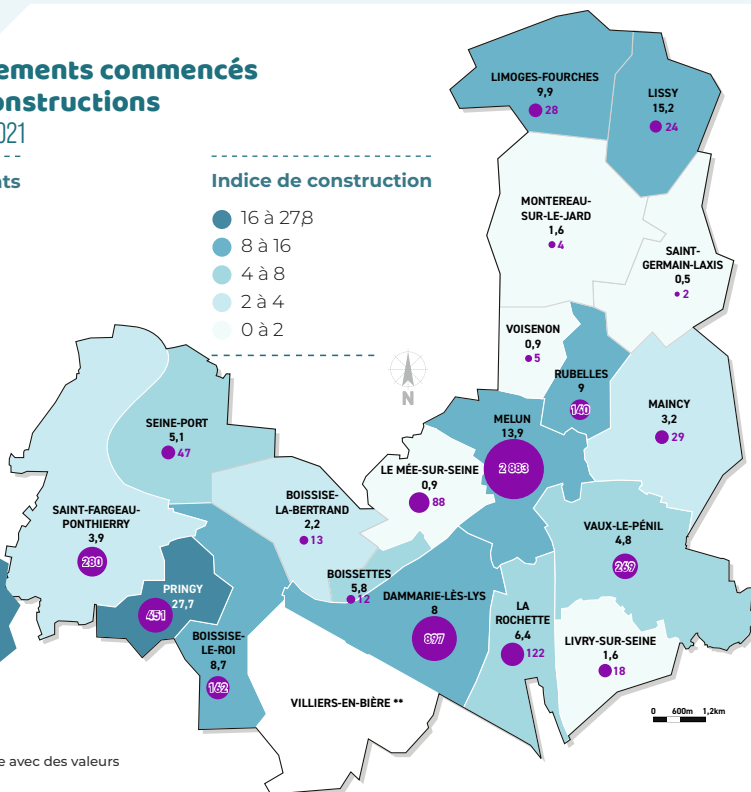 ements commencés
onstructions
021
ts
Indice de construction
16 à 27,8
8 à 16
4 à 8
2 à 4
0 à 2
N
LIMOGES-FOURCHES
9,9
28
LISSY
15,2
24
MONTEREAU-
SUR-LE-JARD
1,6
4
SAINT-
GERMAIN-LAXIS
0,5
2
VOISENON
0,9
5
RUBELLES
9
140
MAINCY
3,2
29
MELUN
13,9
2 883
SEINE-PORT
5,1
47
LE MÉE-SUR-SEINE
0,9
88
BOISSISE-
LA-BERTRAND
2,2
13
SAINT-FARGEAU-
PONTHIERRY
3,9
280
VAUX-LE-PÉNIL
4,8
269
BOISSETTES
5,8
12
PRINGY
27,7
451
DAMMARIE-LÈS-LYS
8
897
LA
ROCHETTE
6,4
122
BOISSISE-
LE-ROI
8,7
162
LIVRY-SUR-SEINE
1,6
18
VILLIERS-EN-BIÈRE **
0 600m 1,2km
e avec des valeurs